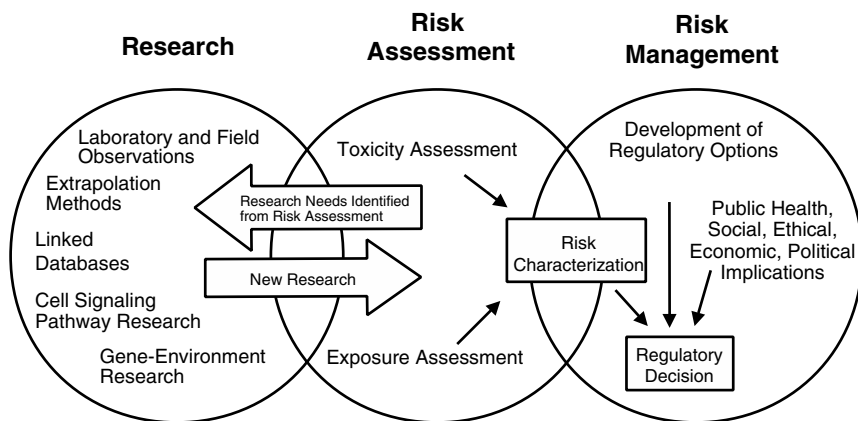 Research
Risk
Assessment
Risk
Management
Laboratory and Field
Observations
Extrapolation
Methods
Linked
Databases
Cell Signaling
Pathway Research
Gene-Environment
Research
Research Needs Identified
from Risk Assessment
New Research
Toxicity Assessment
Exposure Assessment
Risk
Characterization
Development of
Regulatory Options
Public Health,
Social, Ethical,
Economic, Political
Implications
Regulatory
Decision